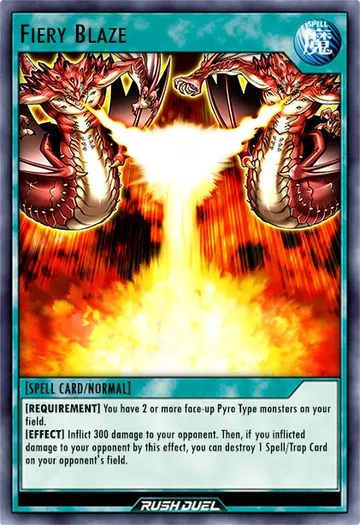 Fiery Blaze
SPELL
魔
[SPELL CARD/NORMAL]
[REQUIREMENT] You have 2 or more face-up Pyro Type monsters on your
field.
[EFFECT] Inflict 300 damage to your opponent. Then, if you inflicted
damage to your opponent by this effect, you can destroy 1 Spell/Trap Card
on your opponent's field.
RUSH DUEL